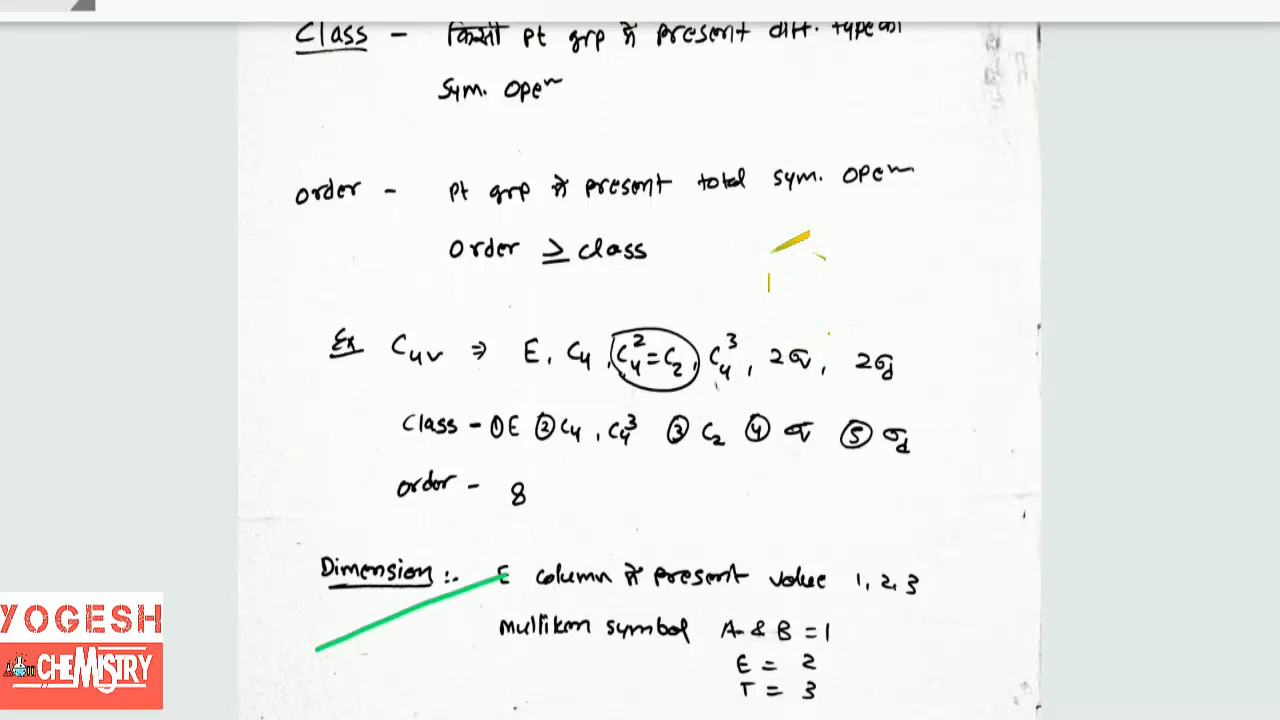 Class - किसी pt grp में present diff. type का
Sym. Open
order - pt grp में present total sym. open
order ≥ class
Ex C4v ⇒ E, C4, C4² = C2, C4³, 2σv, 2σd
Class - ① E ② C4, C4³ ③ C2 ④ σv ⑤ σd
order - 8
Dimension :- E column में present value 1, 2, 3
mullikan symbol A & B = 1
E = 2
T = 3
YOGESH
CHEMISTRY